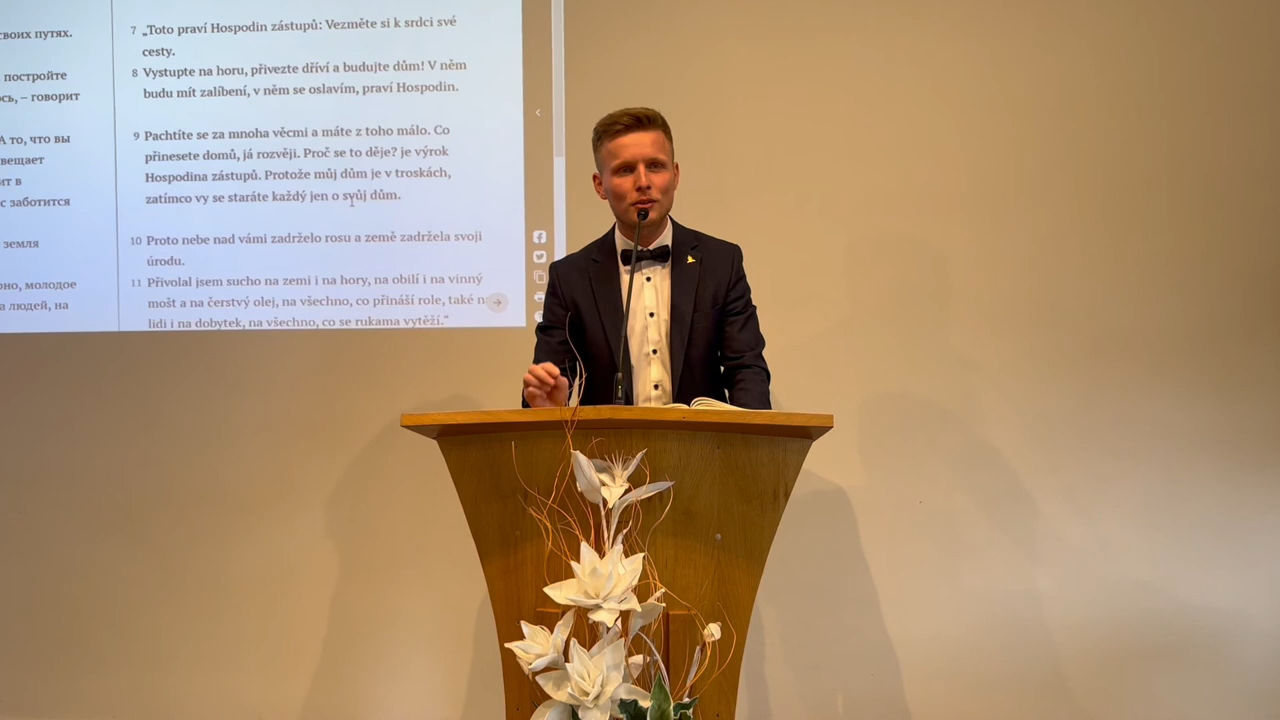 своих путях.
постройте
ось, – говорит
А то, что вы
вещает
ит в
с заботится
земля
рно, молодое
а людей, на
7 „Toto praví Hospodin zástupů: Vezměte si k srdci své
cesty.
8 Vystupte na horu, přivezte dříví a budujte dům! V něm
budu mít zalíbení, v něm se oslavím, praví Hospodin.
9 Pachtíte se za mnoha věcmi a máte z toho málo. Co
přinesete domů, já rozvěji. Proč se to děje? je výrok
Hospodina zástupů. Protože můj dům je v troskách,
zatímco vy se staráte každý jen o svůj dům.
10 Proto nebe nad vámi zadrželo rosu a země zadržela svoji
úrodu.
11 Přivolal jsem sucho na zemi i na hory, na obilí i na vinný
mošt a na čerstvý olej, na všechno, co přináší role, také n
lidi i na dobytek, na všechno, co se rukama vytěží.“